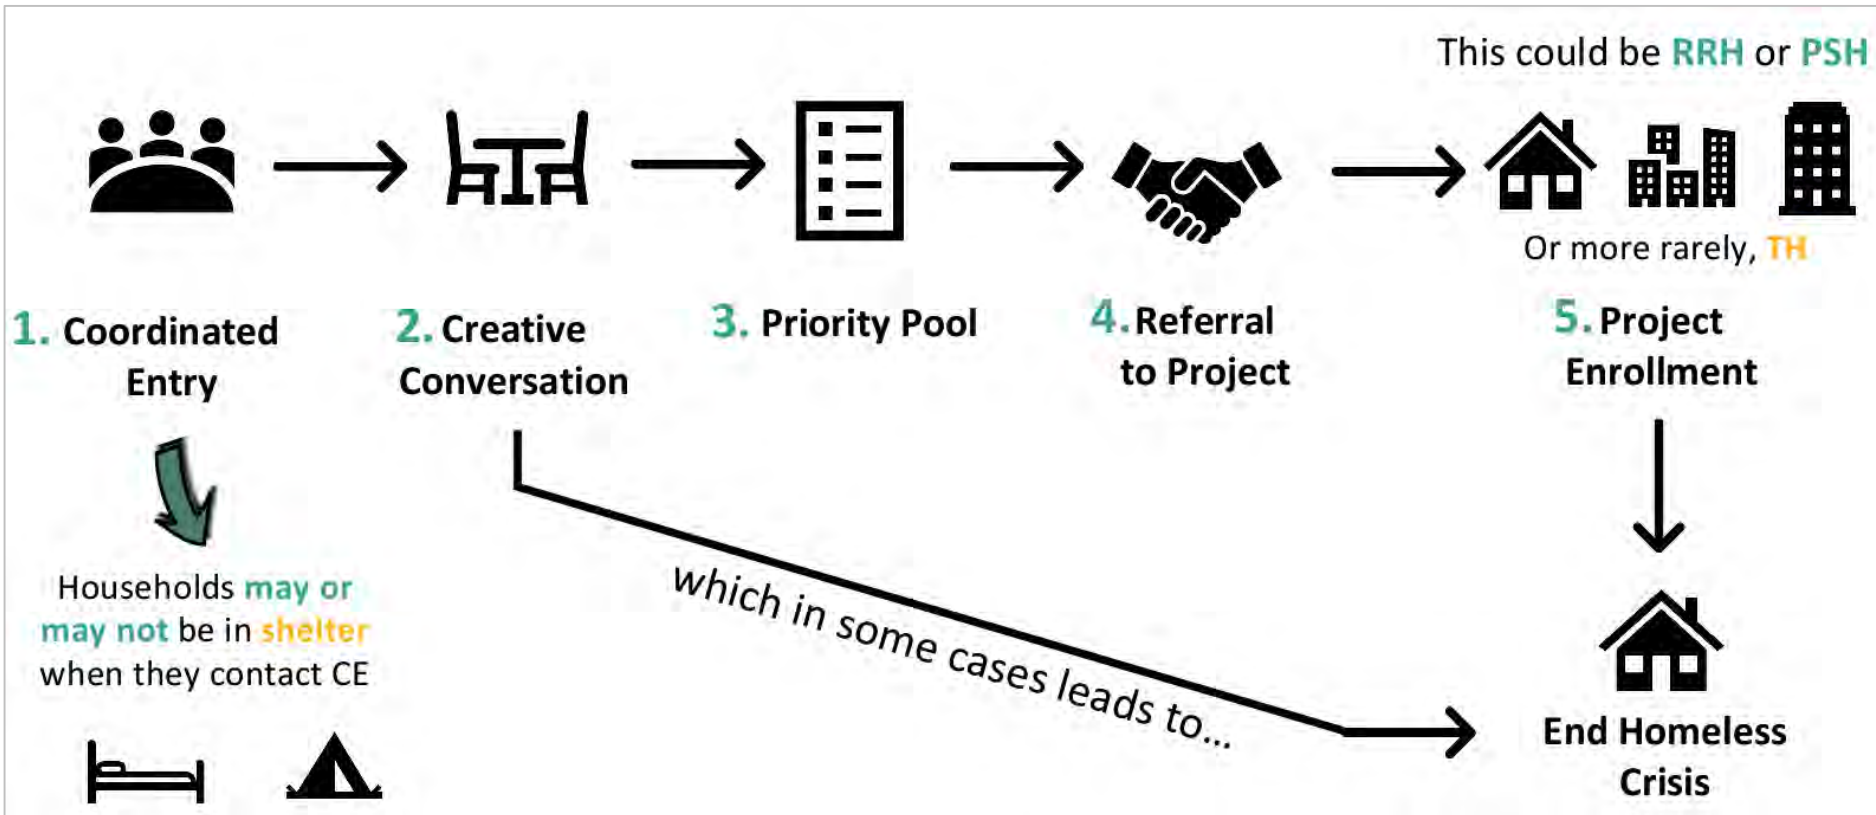 This could be RRH or PSH
Or more rarely, TH
1. Coordinated
Entry
2. Creative
Conversation
3. Priority Pool
4. Referral
to Project
5. Project
Enrollment
Households may or
may not be in shelter
when they contact CE
which in some cases leads to...
End Homeless
Crisis